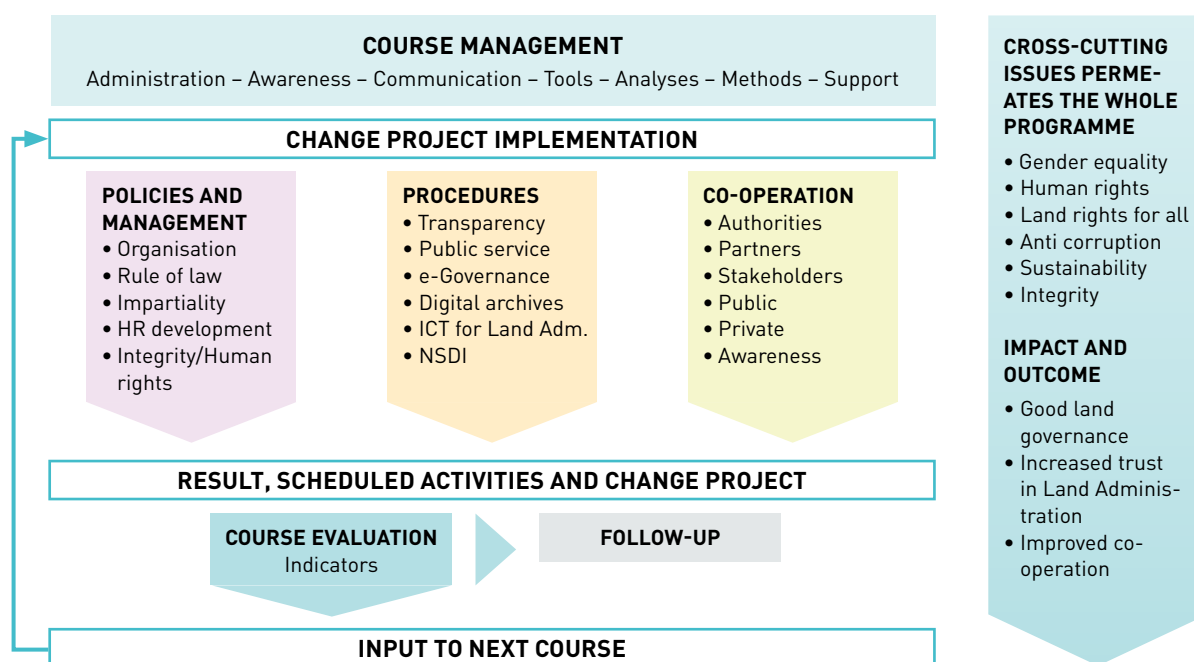 COURSE MANAGEMENT
Administration – Awareness – Communication – Tools – Analyses – Methods – Support
CHANGE PROJECT IMPLEMENTATION
POLICIES AND
MANAGEMENT
• Organisation
• Rule of law
• Impartiality
• HR development
• Integrity/Human
rights
PROCEDURES
• Transparency
• Public service
• e-Governance
• Digital archives
• ICT for Land Adm.
• NSDI
CO-OPERATION
• Authorities
• Partners
• Stakeholders
• Public
• Private
• Awareness
RESULT, SCHEDULED ACTIVITIES AND CHANGE PROJECT
COURSE EVALUATION
Indicators
FOLLOW-UP
INPUT TO NEXT COURSE
CROSS-CUTTING
ISSUES PERME-
ATES THE WHOLE
PROGRAMME
• Gender equality
• Human rights
• Land rights for all
• Anti corruption
• Sustainability
• Integrity
IMPACT AND
OUTCOME
• Good land
governance
• Increased trust
in Land Adminis-
tration
• Improved co-
operation